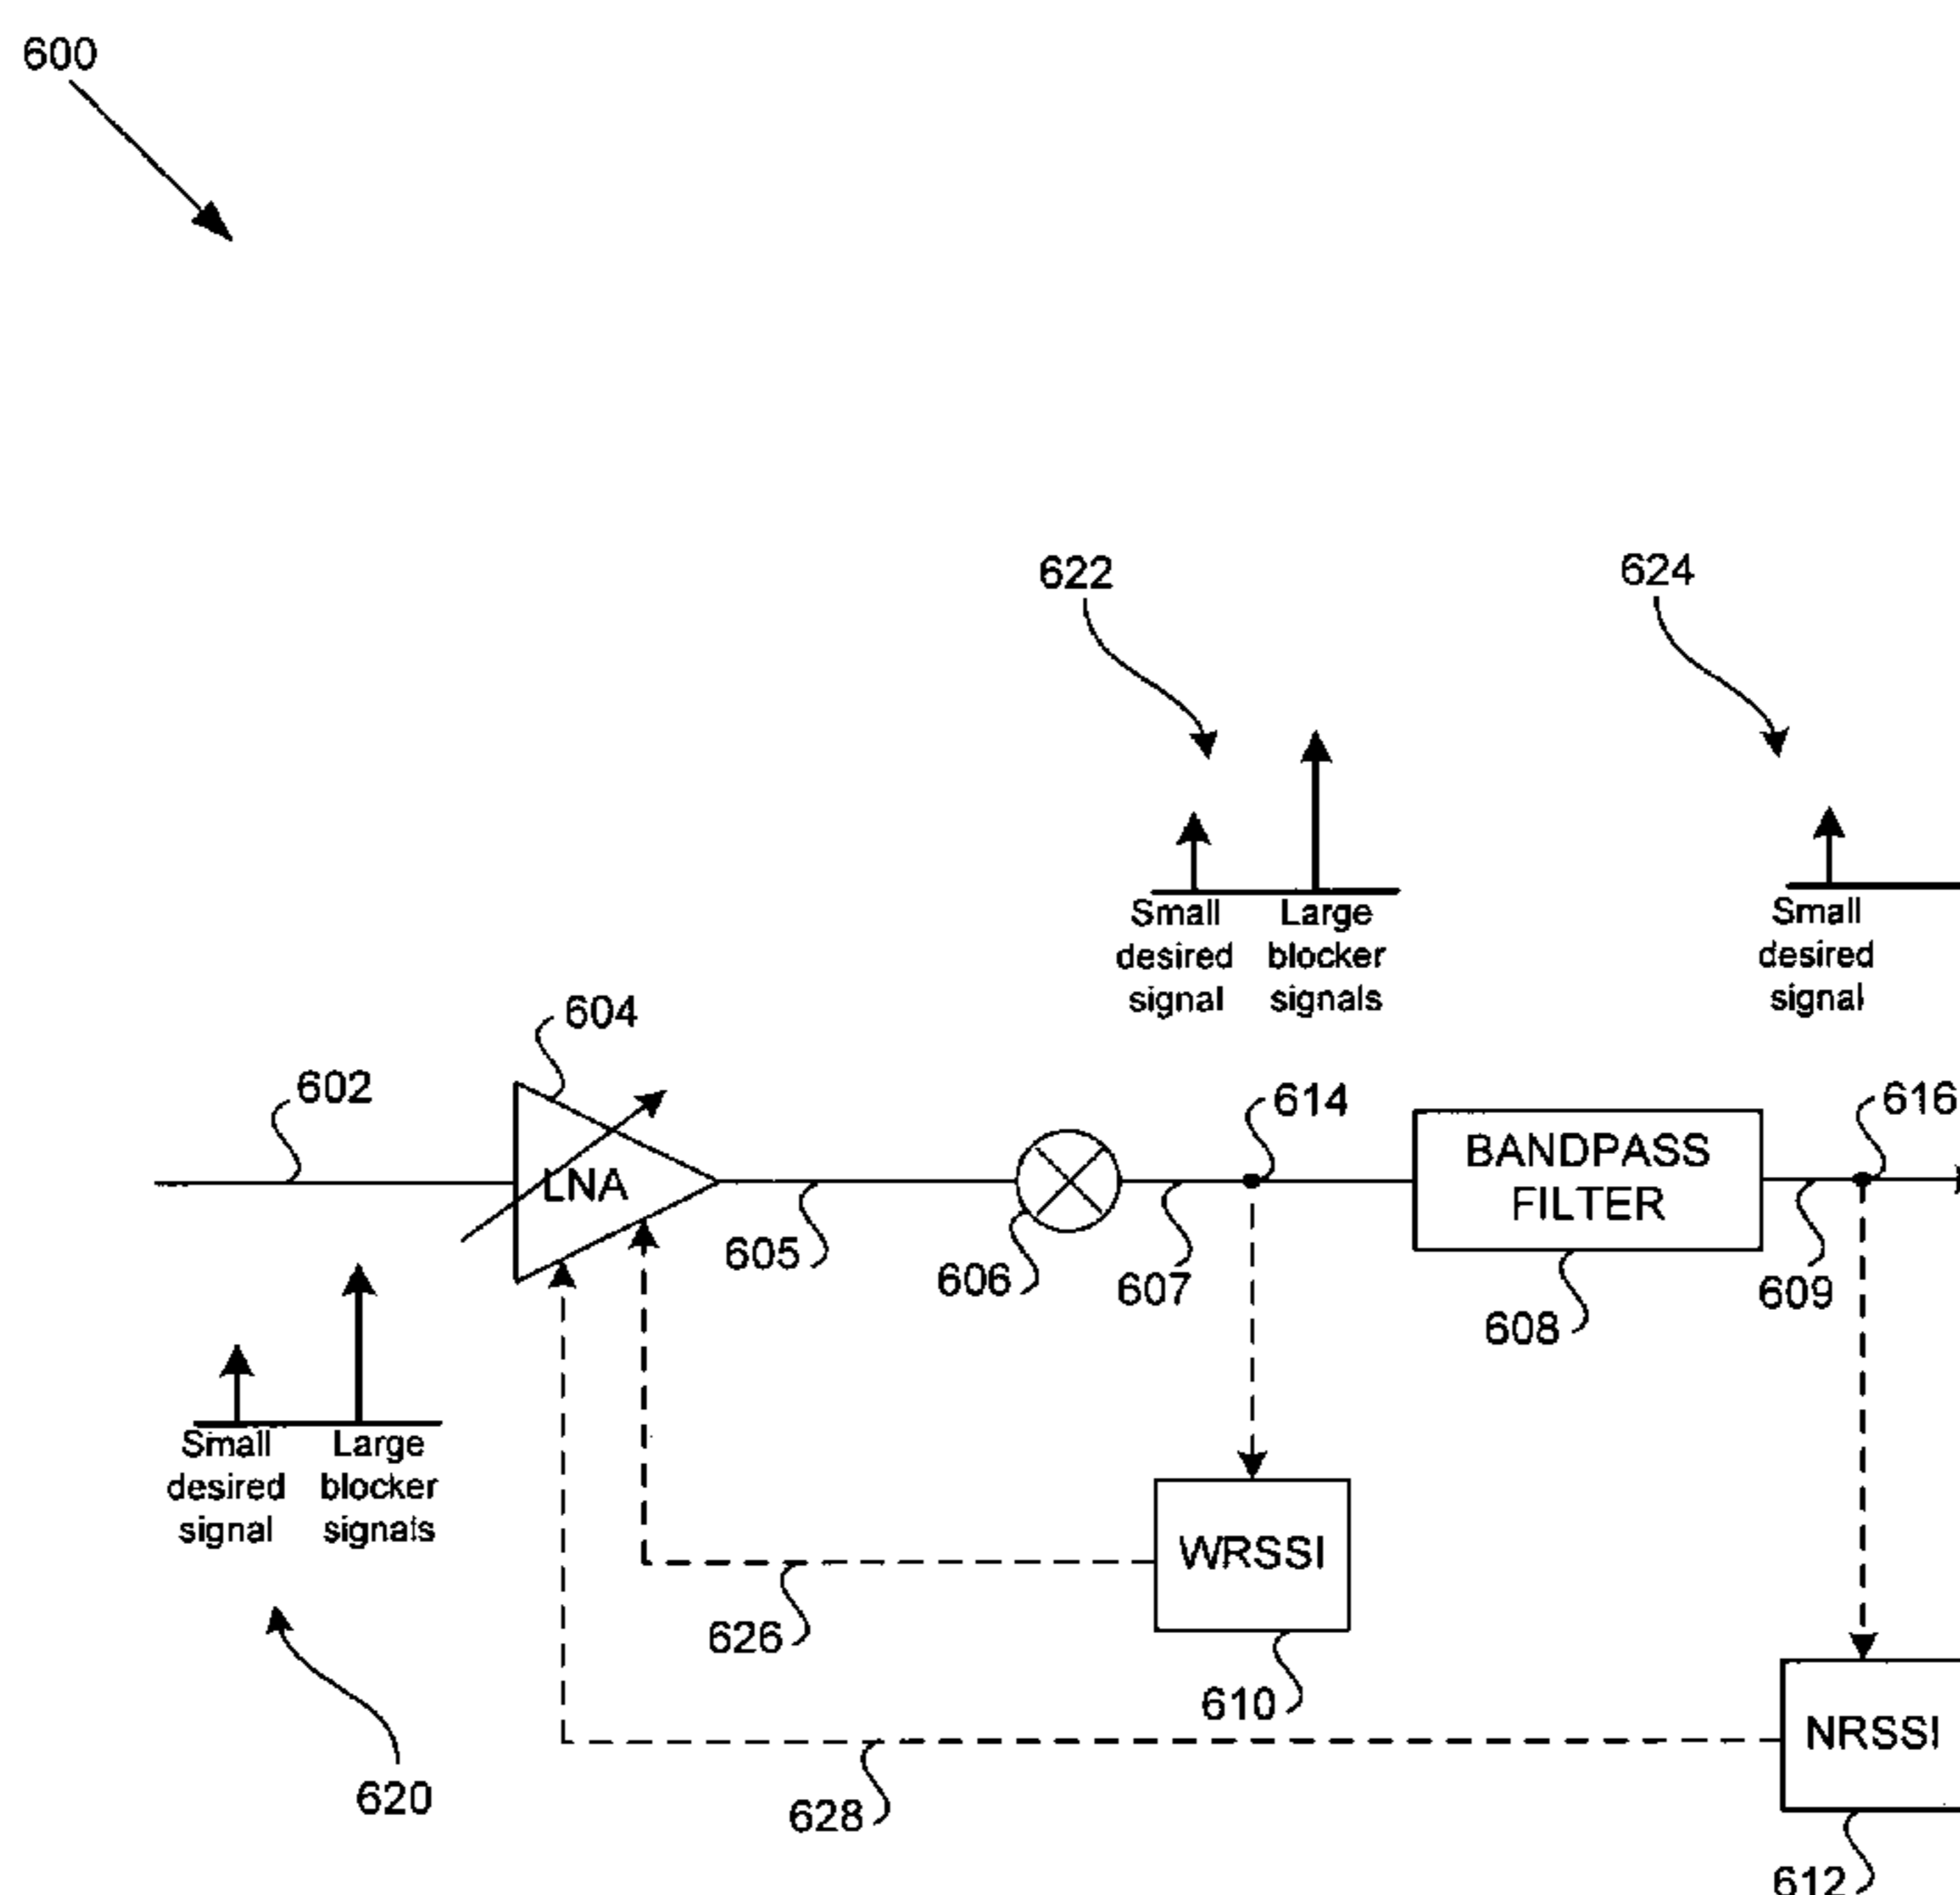 600
622
624
Small desired signal
Large blocker signals
Small desired signal
604
602
614
616
LNA
BANDPASS
FILTER
605
606
607
608
609
Small desired signal
Large blocker signals
WRSSI
626
610
NRSSI
620
628
612